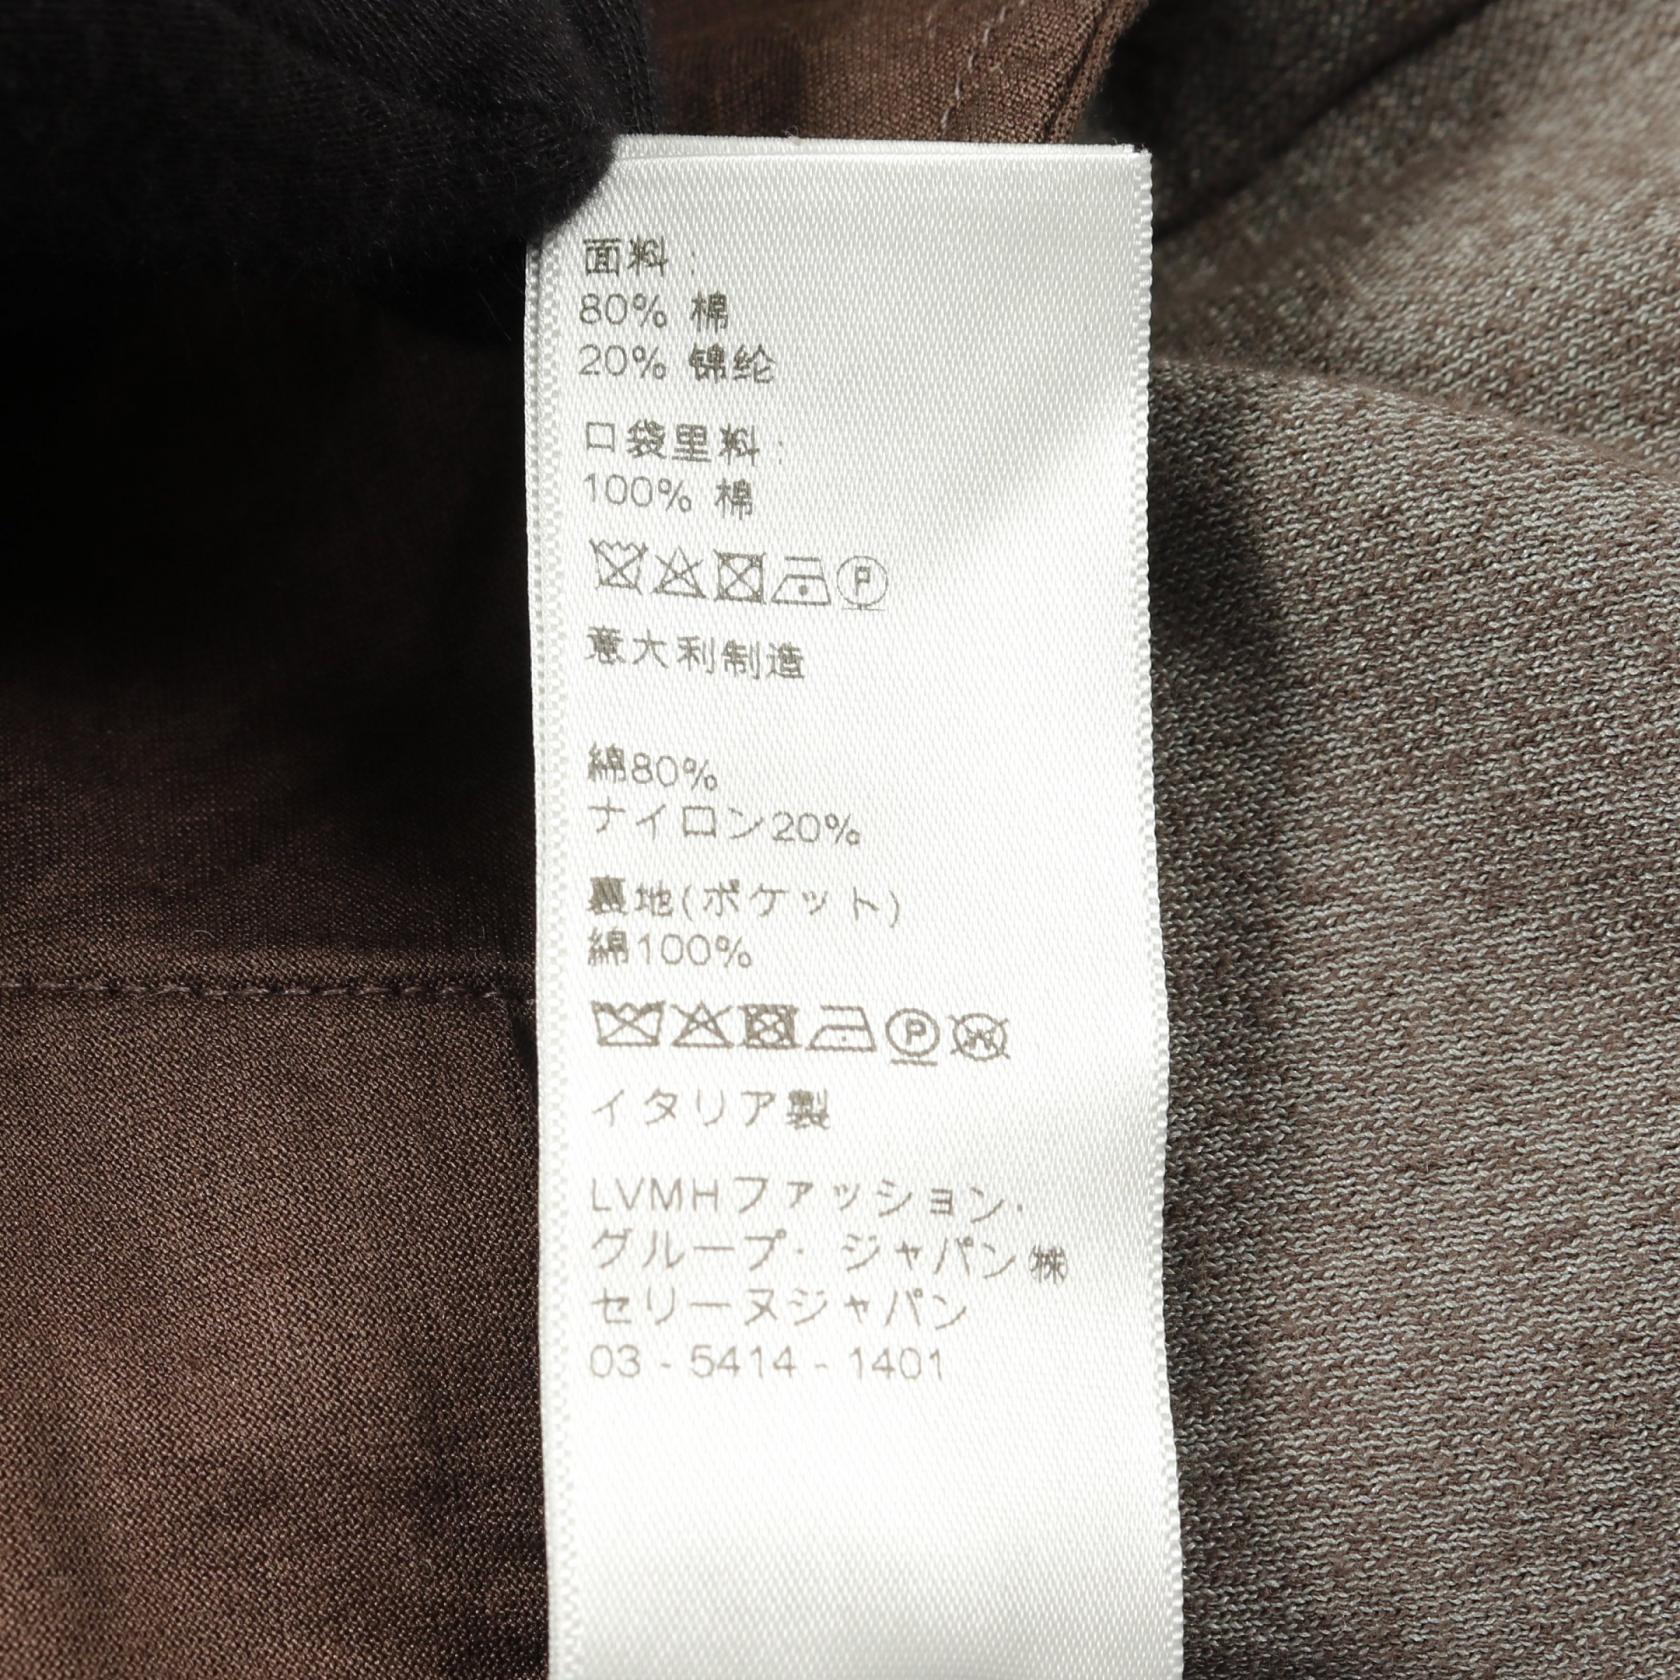 面料:
80% 棉
20% 锦纶
口袋里料:
100% 棉
P
意大利制造
綿80%
ナイロン20%
裏地(ポケット)
綿100%
P W
イタリア製
LVMHファッション・
グループ・ジャパン㈱
セリーヌジャパン
03 - 5414 - 1401